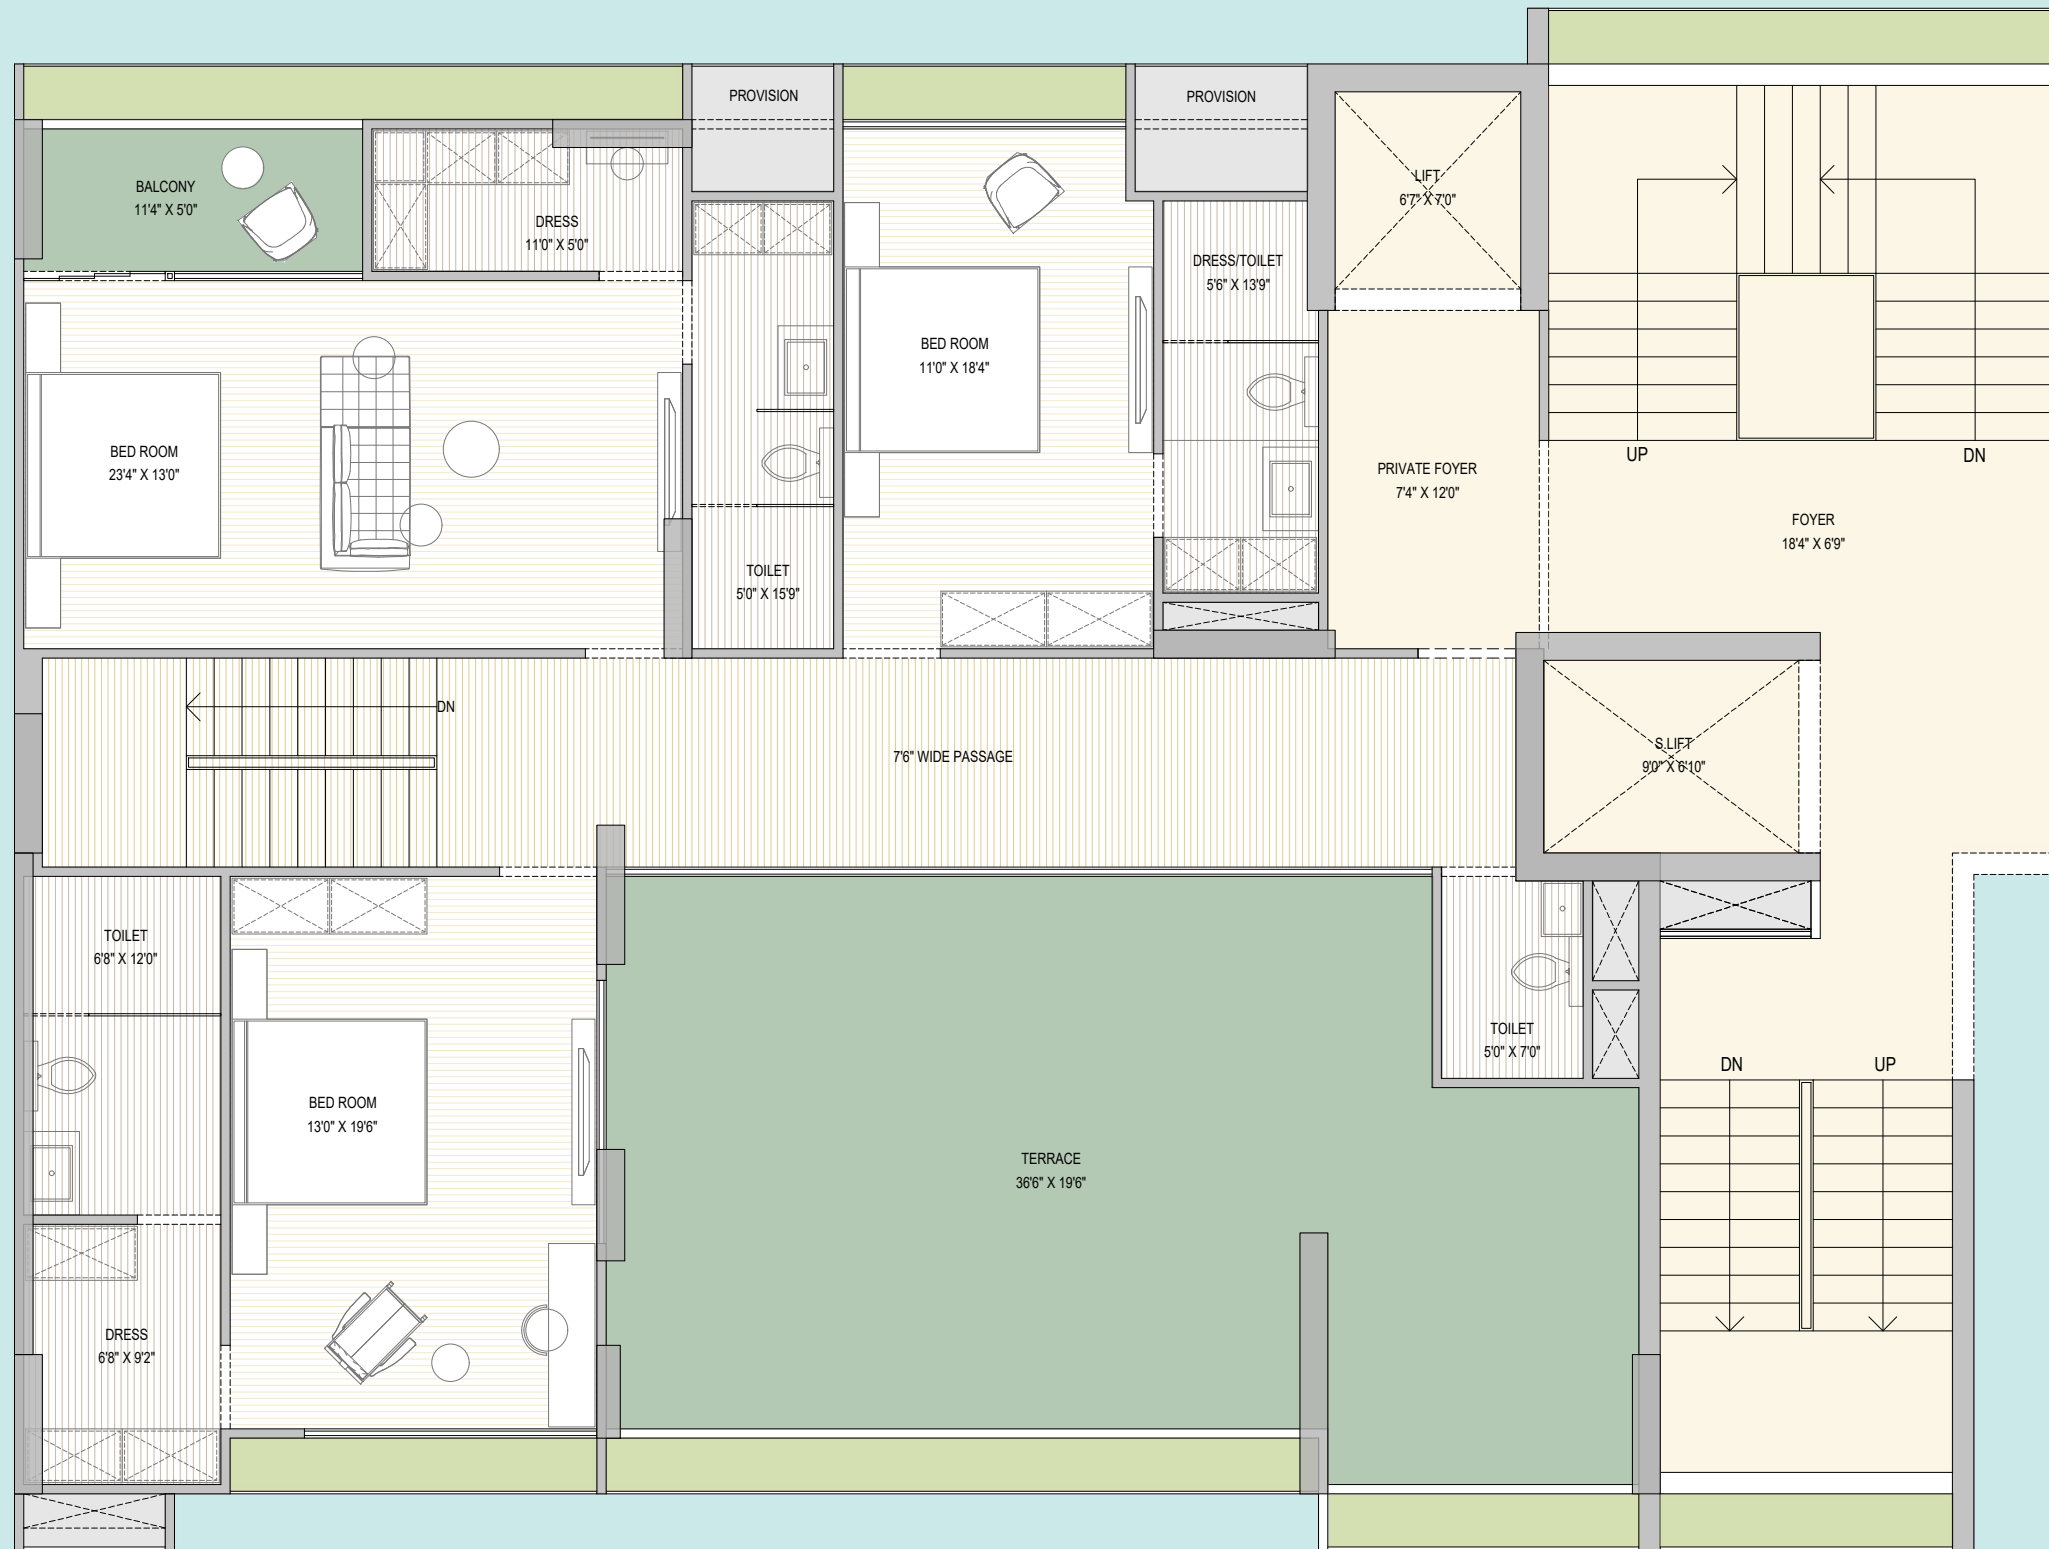 PROVISION
PROVISION
BALCONY
11'4" X 5'0"
DRESS
11'0" X 5'0"
LIFT
6'7" X 7'0"
DRESS/TOILET
5'6" X 13'9"
BED ROOM
11'0" X 18'4"
BED ROOM
23'4" X 13'0"
UP
DN
PRIVATE FOYER
7'4" X 12'0"
FOYER
18'4" X 6'9"
TOILET
5'0" X 15'9"
DN
7'6" WIDE PASSAGE
S.LIFT
9'0" X 6'10"
TOILET
6'8" X 12'0"
TOILET
5'0" X 7'0"
DN
UP
BED ROOM
13'0" X 19'6"
TERRACE
36'6" X 19'6"
DRESS
6'8" X 9'2"